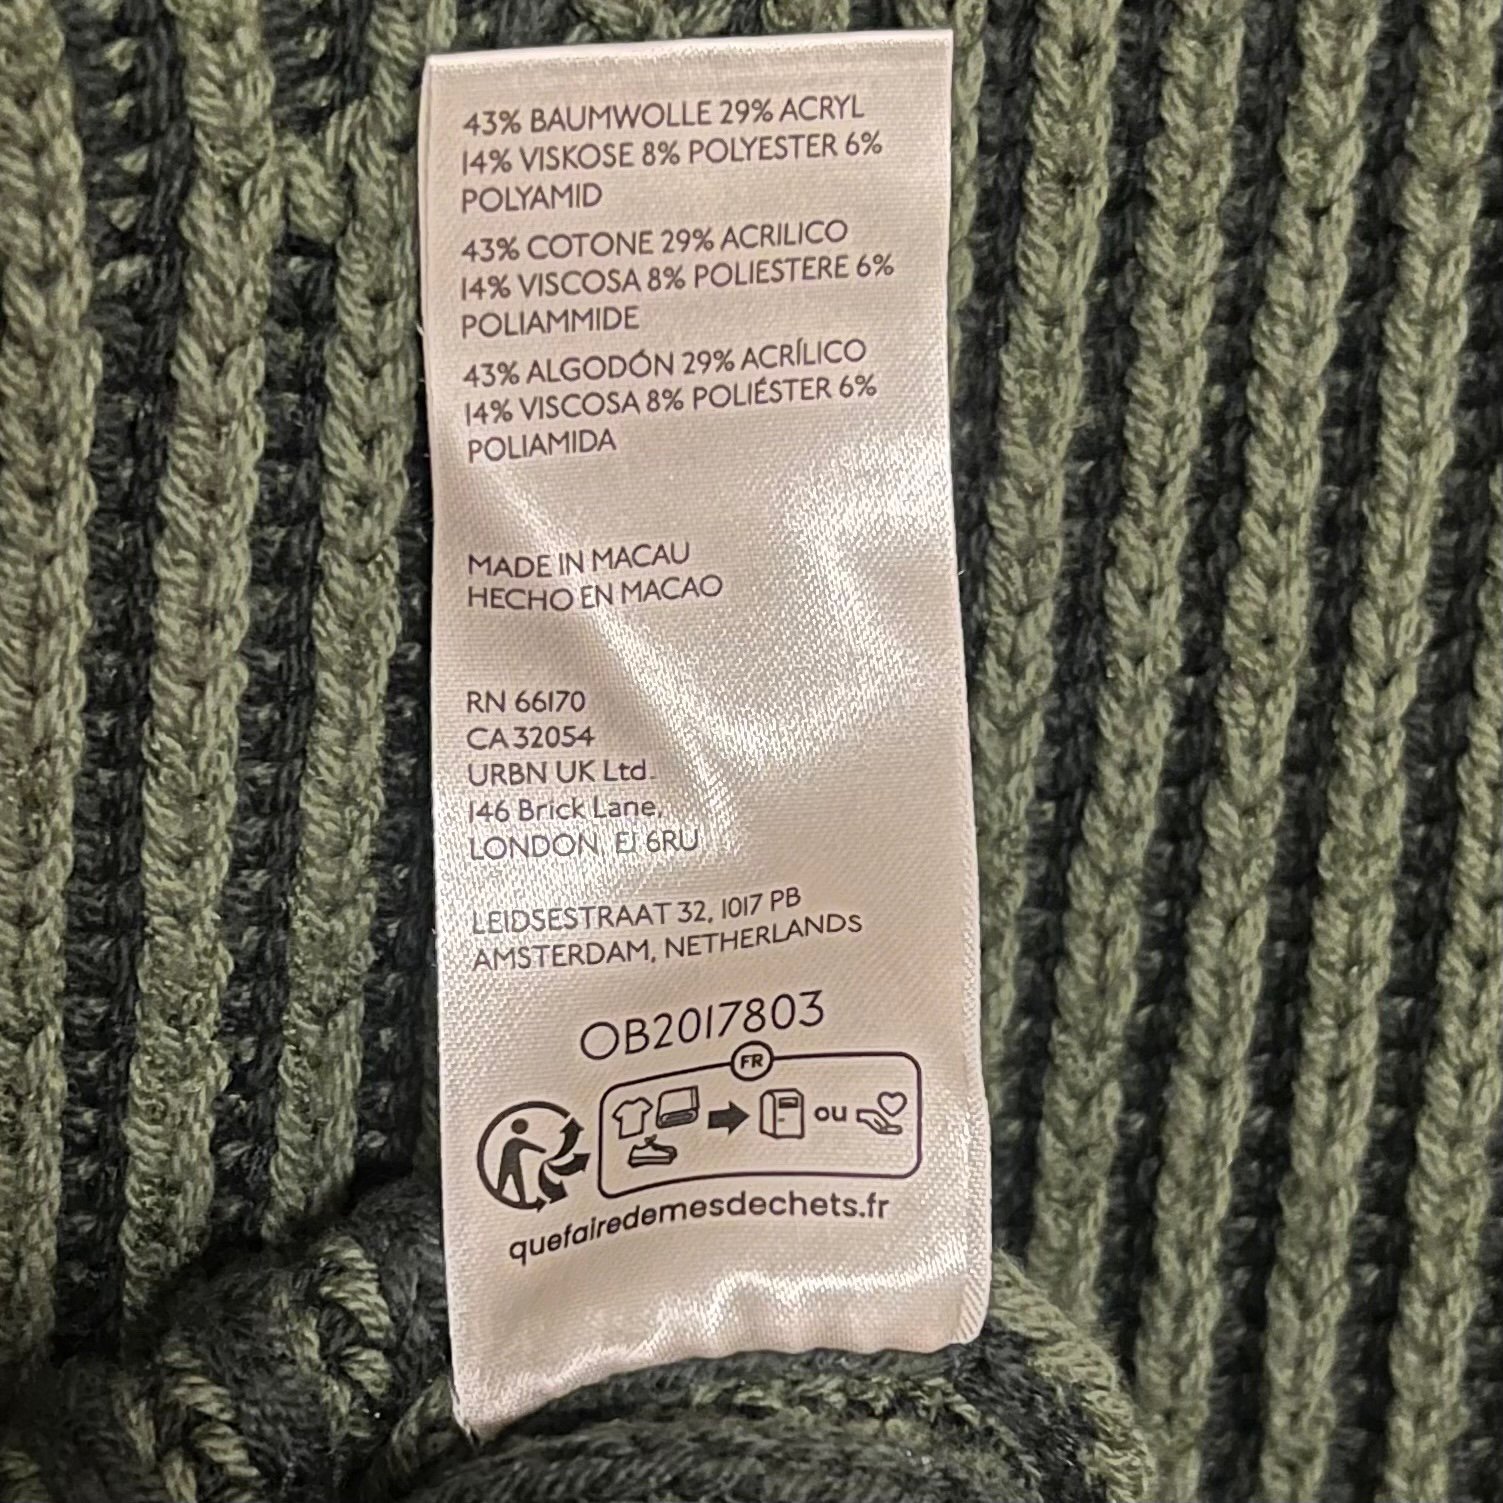 43% BAUMWOLLE 29% ACRYL
14% VISKOSE 8% POLYESTER 6%
POLYAMID
43% COTONE 29% ACRILICO
14% VISCOSA 8% POLIESTERE 6%
POLIAMMIDE
43% ALGODÓN 29% ACRÍLICO
14% VISCOSA 8% POLIÉSTER 6%
POLIAMIDA
MADE IN MACAU
HECHO EN MACAO
RN 66170
CA 32054
URBN UK Ltd.
146 Brick Lane,
LONDON, E1 6RU
LEIDSESTRAAT 32, 1017 PB
AMSTERDAM, NETHERLANDS
OB2017803
FR
ou
quefairedemesdechets.fr